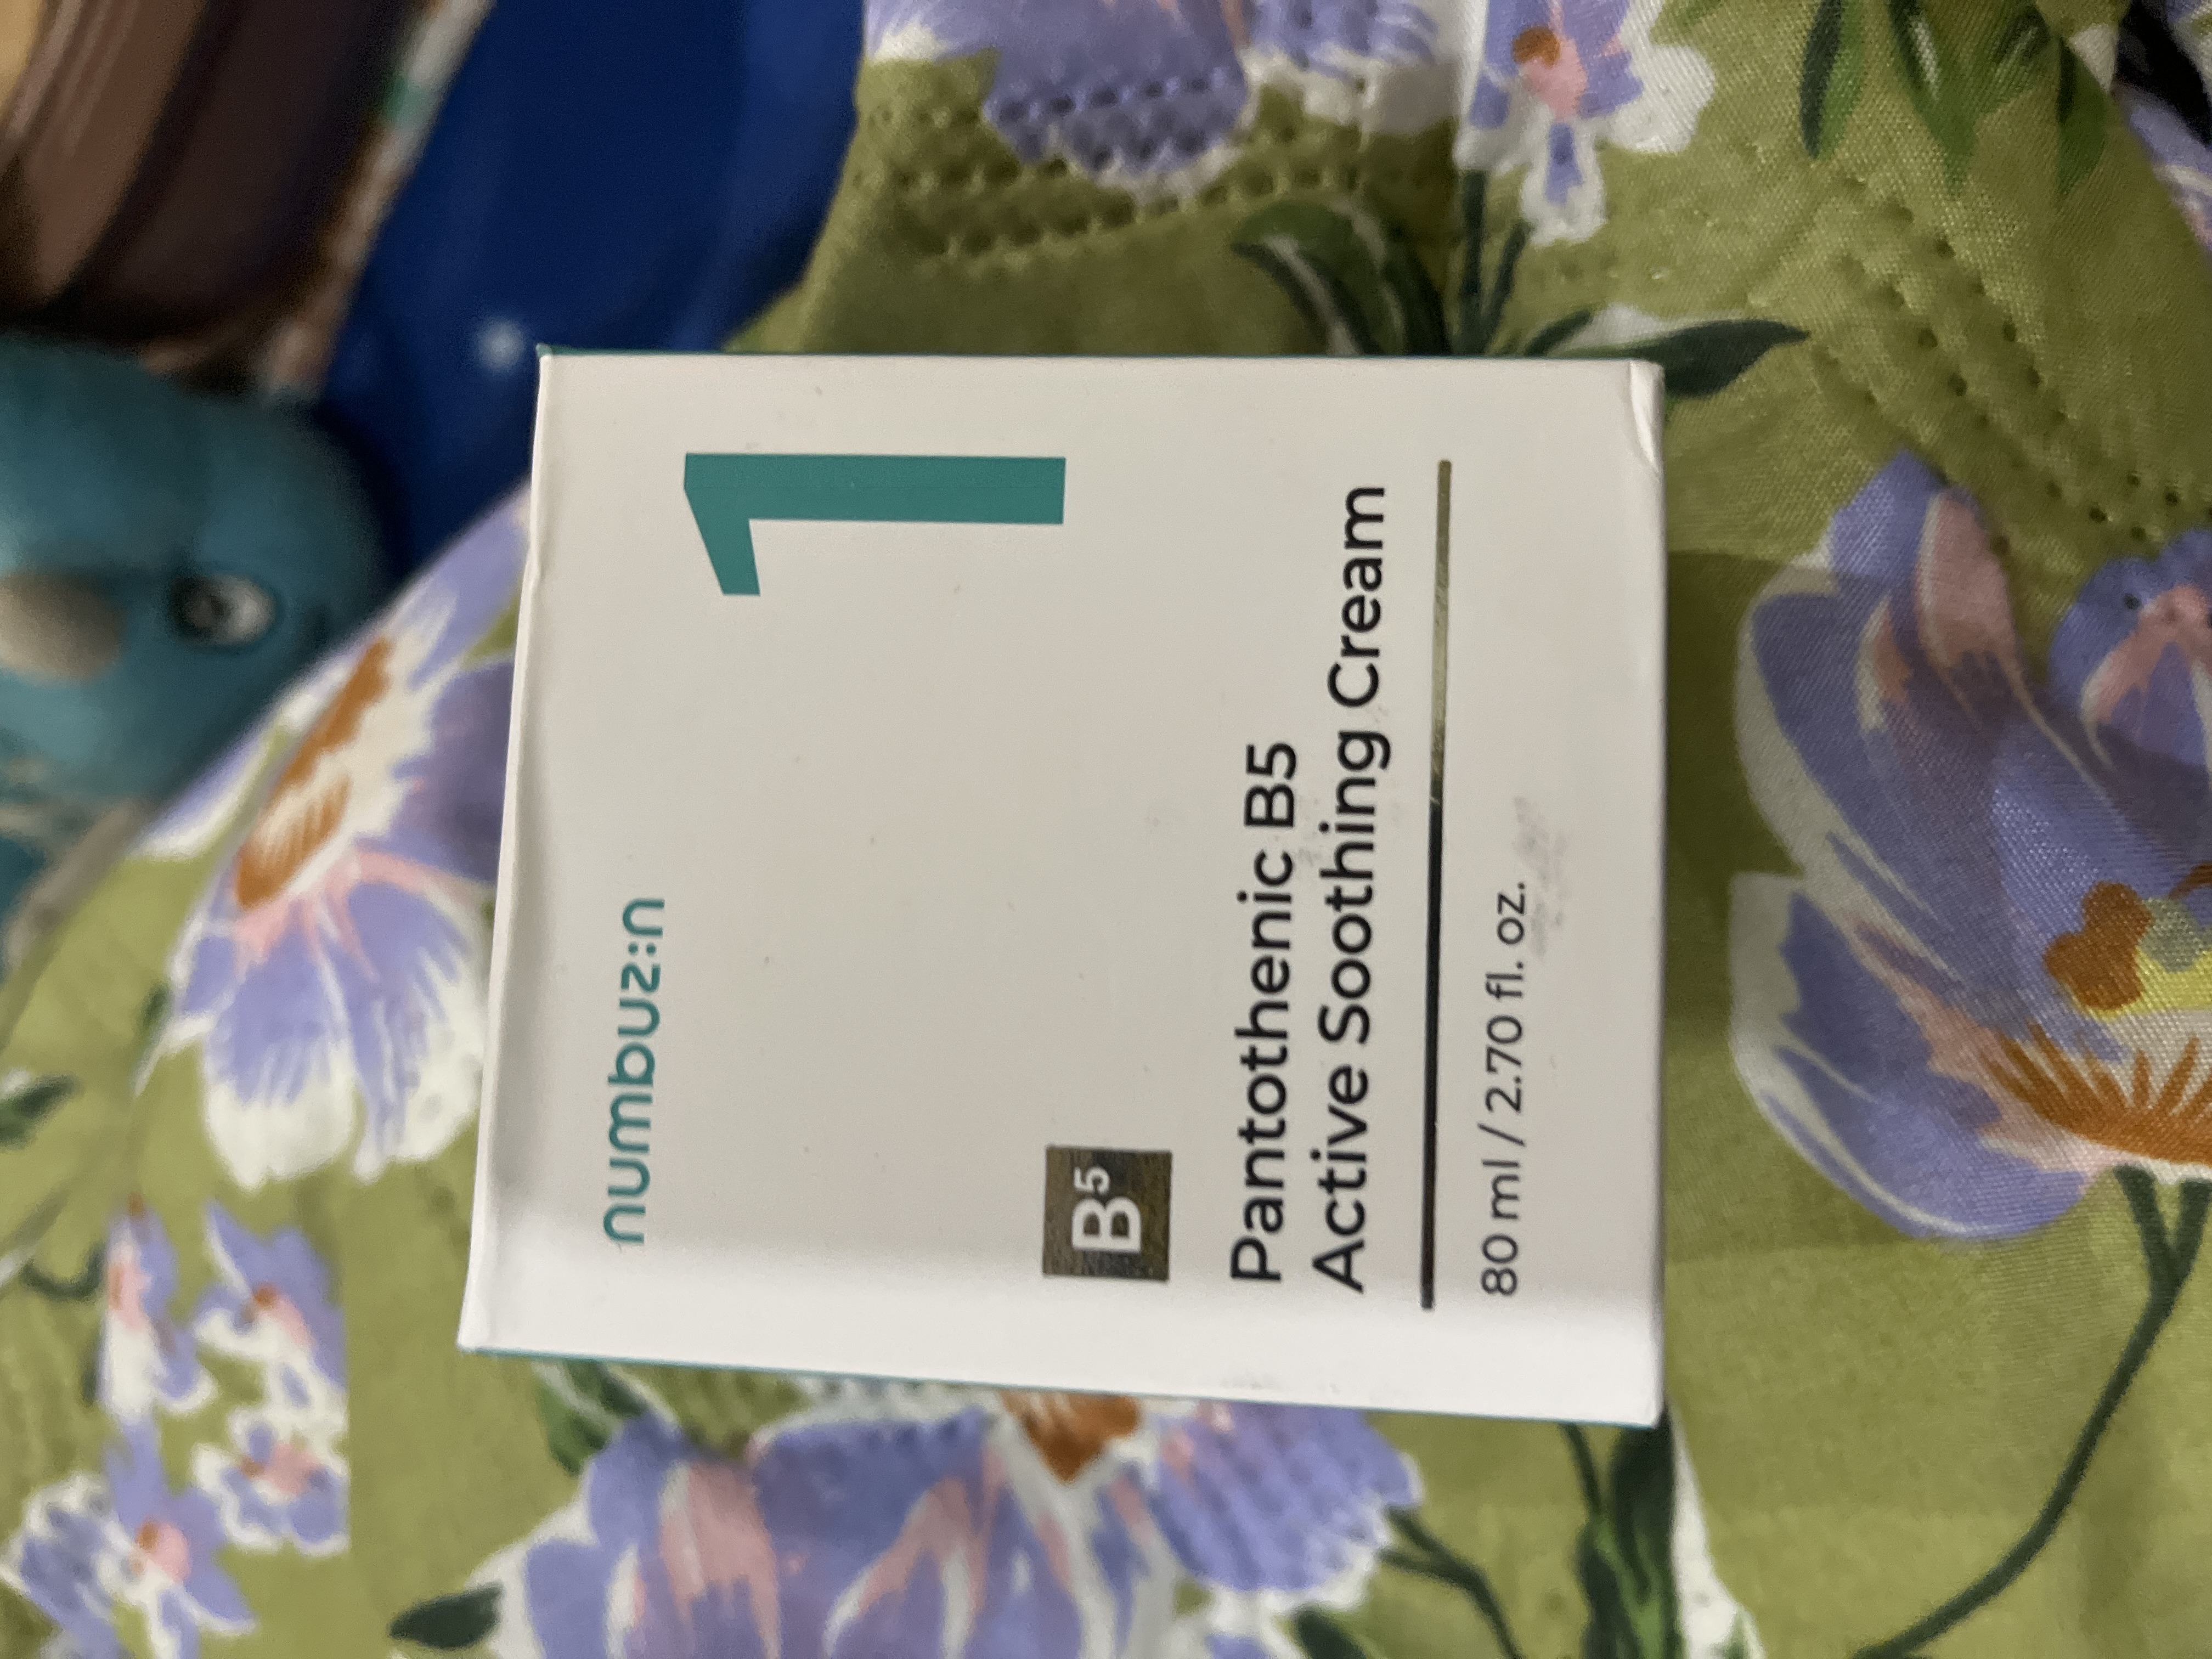 numbuz:n
1
B5
Pantothenic B5
Active Soothing Cream
80 ml / 2.70 fl. oz.